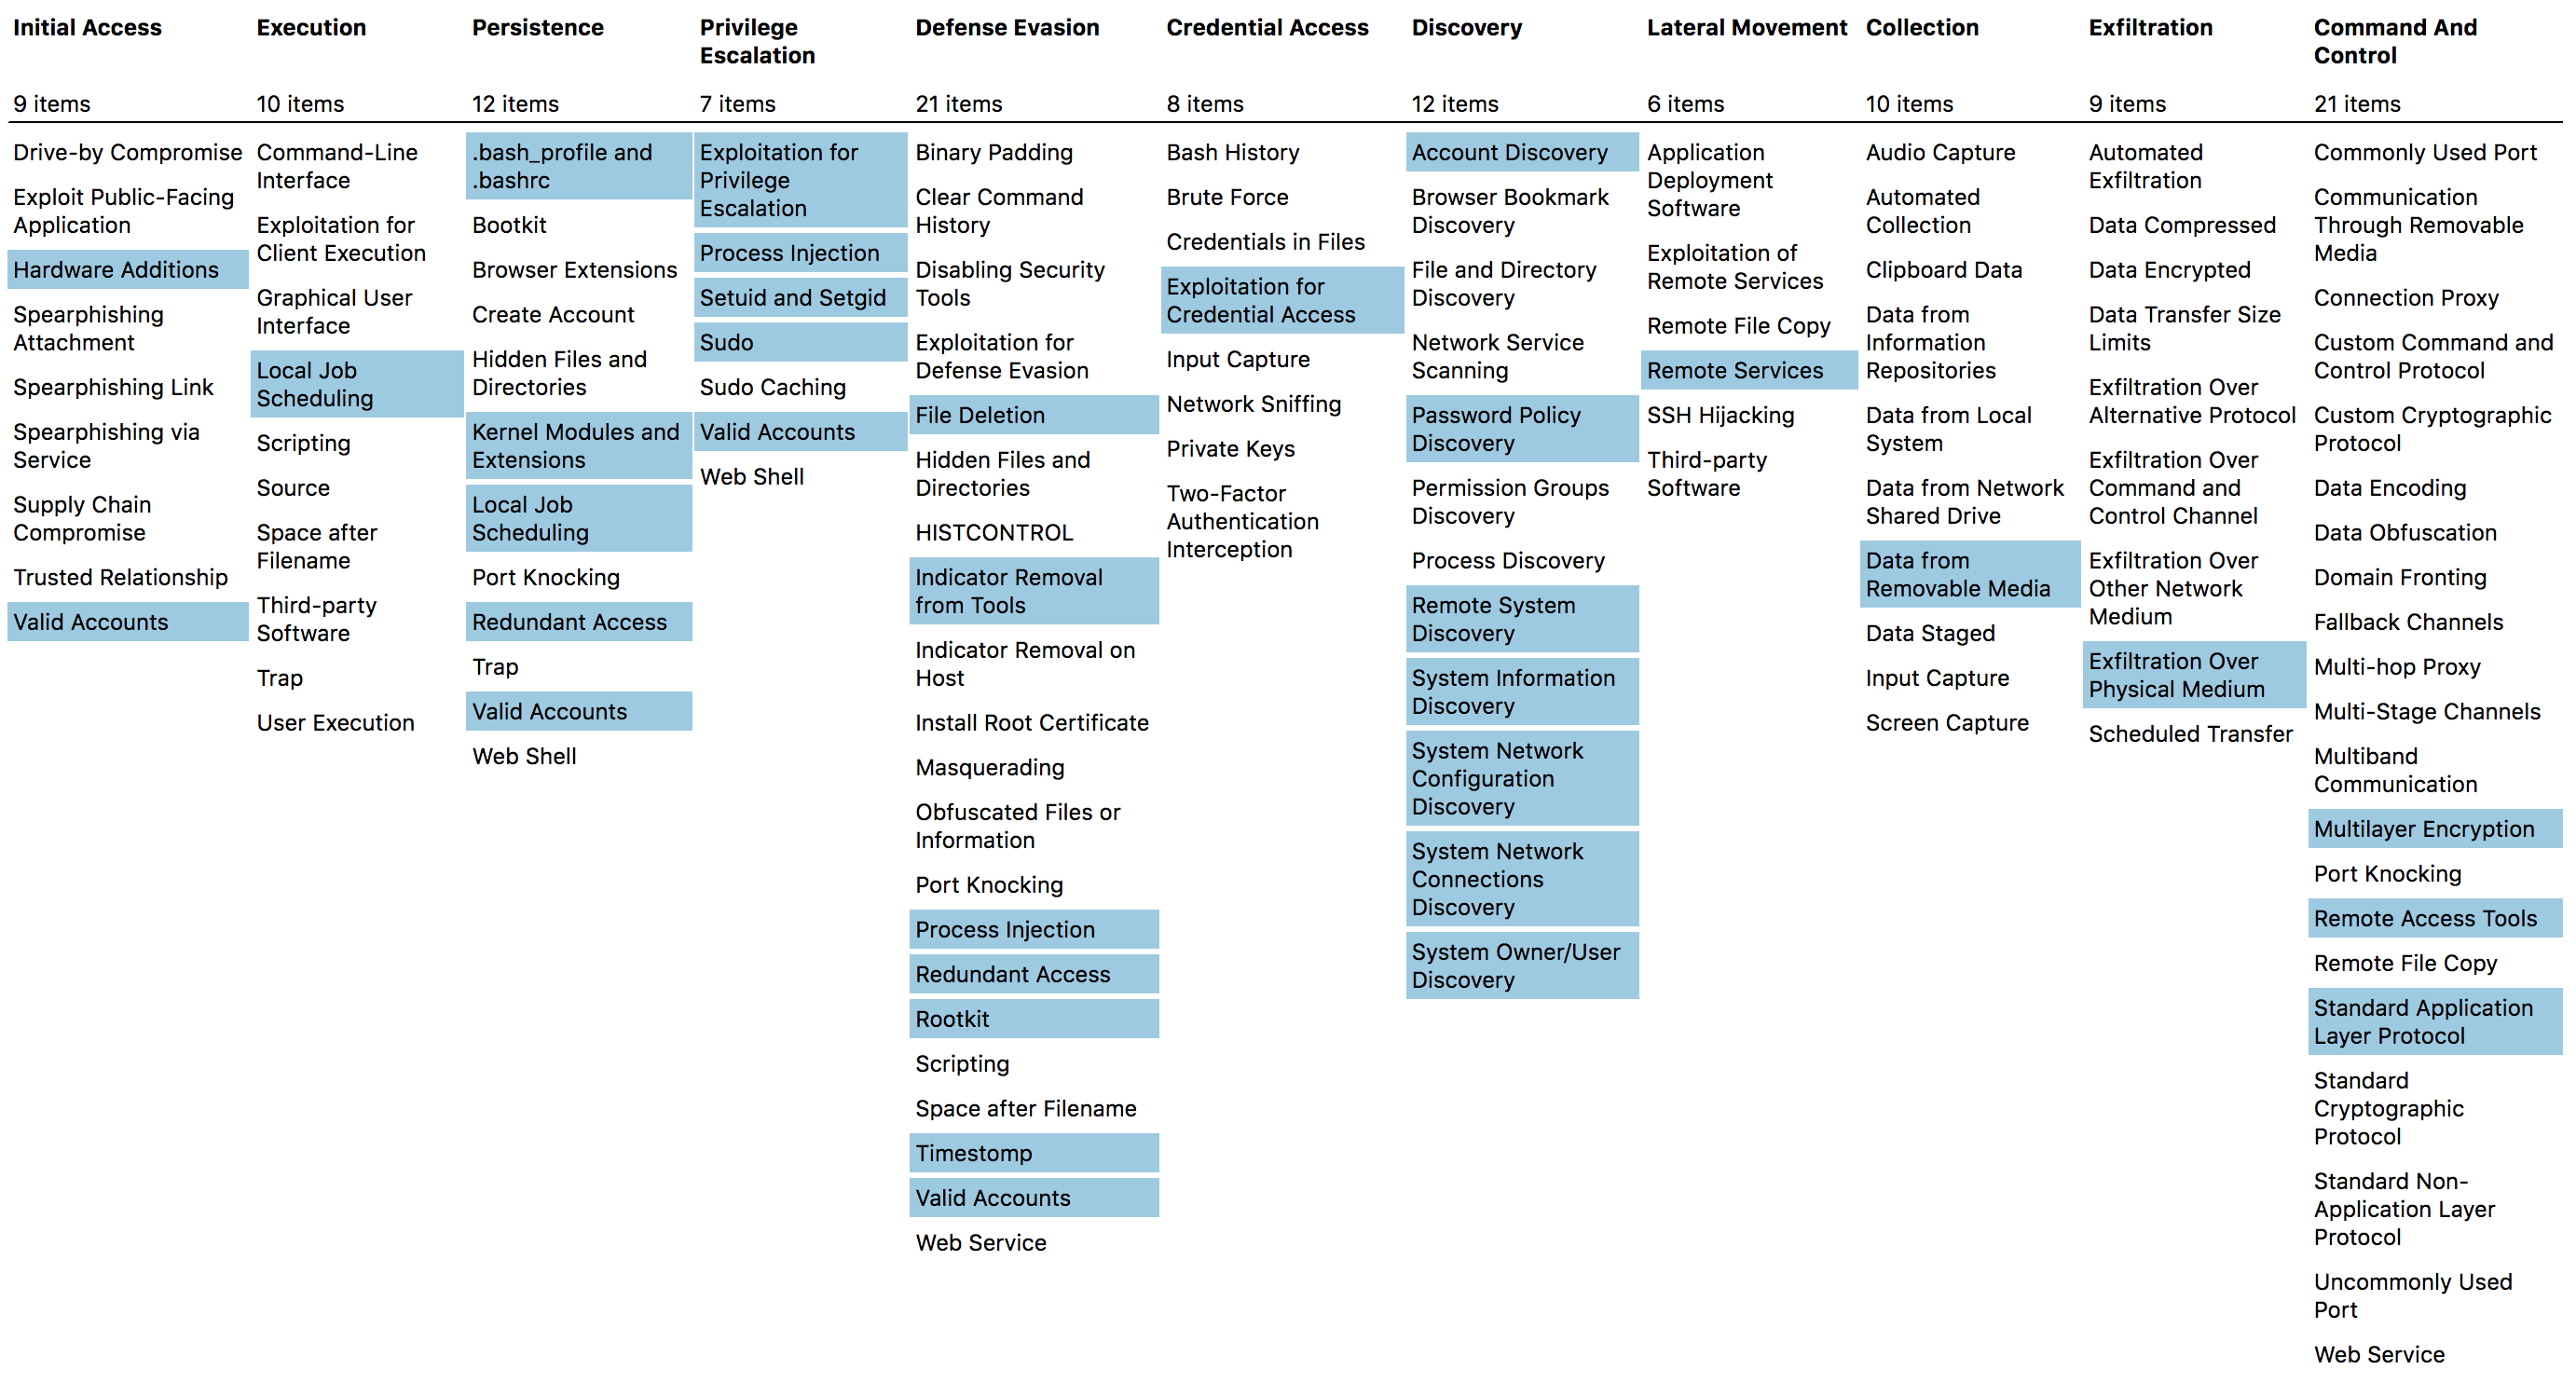 Initial Access
9 items
Drive-by Compromise
Exploit Public-Facing
Application
Hardware Additions
Spearphishing
Attachment
Spearphishing Link
Spearphishing via
Service
Supply Chain
Compromise
Trusted Relationship
Valid Accounts
Execution
10 items
Command-Line
Interface
Exploitation for
Client Execution
Graphical User
Interface
Local Job
Scheduling
Scripting
Source
Space after
Filename
Third-party
Software
Trap
User Execution
Persistence
12 items
.bash_profile and
.bashrc
Bootkit
Browser Extensions
Create Account
Hidden Files and
Directories
Kernel Modules and
Extensions
Local Job
Scheduling
Port Knocking
Redundant Access
Trap
Valid Accounts
Web Shell
Privilege
Escalation
7 items
Exploitation for
Privilege
Escalation
Process Injection
Setuid and Setgid
Sudo
Sudo Caching
Valid Accounts
Web Shell
Defense Evasion
21 items
Binary Padding
Clear Command
History
Disabling Security
Tools
Exploitation for
Defense Evasion
File Deletion
Hidden Files and
Directories
HISTCONTROL
Indicator Removal
from Tools
Indicator Removal on
Host
Install Root Certificate
Masquerading
Obfuscated Files or
Information
Port Knocking
Process Injection
Redundant Access
Rootkit
Scripting
Space after Filename
Timestomp
Valid Accounts
Web Service
Credential Access
8 items
Bash History
Brute Force
Credentials in Files
Exploitation for
Credential Access
Input Capture
Network Sniffing
Private Keys
Two-Factor
Authentication
Interception
Discovery
12 items
Account Discovery
Browser Bookmark
Discovery
File and Directory
Discovery
Network Service
Scanning
Password Policy
Discovery
Permission Groups
Discovery
Process Discovery
Remote System
Discovery
System Information
Discovery
System Network
Configuration
Discovery
System Network
Connections
Discovery
System Owner/User
Discovery
Lateral Movement
6 items
Application
Deployment
Software
Exploitation of
Remote Services
Remote File Copy
Remote Services
SSH Hijacking
Third-party
Software
Collection
10 items
Audio Capture
Automated
Collection
Clipboard Data
Data from
Information
Repositories
Data from Local
System
Data from Network
Shared Drive
Data from
Removable Media
Data Staged
Input Capture
Screen Capture
Exfiltration
9 items
Automated
Exfiltration
Data Compressed
Data Encrypted
Data Transfer Size
Limits
Exfiltration Over
Alternative Protocol
Exfiltration Over
Command and
Control Channel
Exfiltration Over
Other Network
Medium
Exfiltration Over
Physical Medium
Scheduled Transfer
Command And
Control
21 items
Commonly Used Port
Communication
Through Removable
Media
Connection Proxy
Custom Command and
Control Protocol
Custom Cryptographic
Protocol
Data Encoding
Data Obfuscation
Domain Fronting
Fallback Channels
Multi-hop Proxy
Multi-Stage Channels
Multiband
Communication
Multilayer Encryption
Port Knocking
Remote Access Tools
Remote File Copy
Standard Application
Layer Protocol
Standard
Cryptographic
Protocol
Standard Non-
Application Layer
Protocol
Uncommonly Used
Port
Web Service